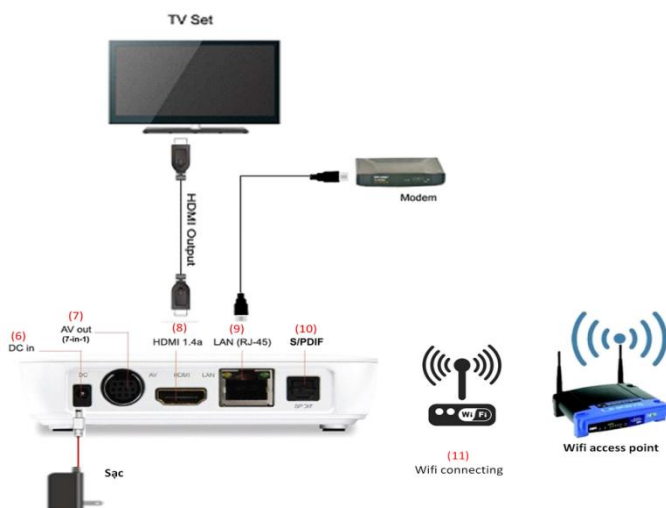 TV Set
HDMI Output
Modem
(6)
DC in
(7)
AV out
(7-in-1)
(8)
HDMI 1.4a
(9)
LAN (RJ-45)
(10)
S/PDIF
DC
AV
HDMI
LAN
Sạc
Wi Fi
(11)
Wifi connecting
Wifi access point